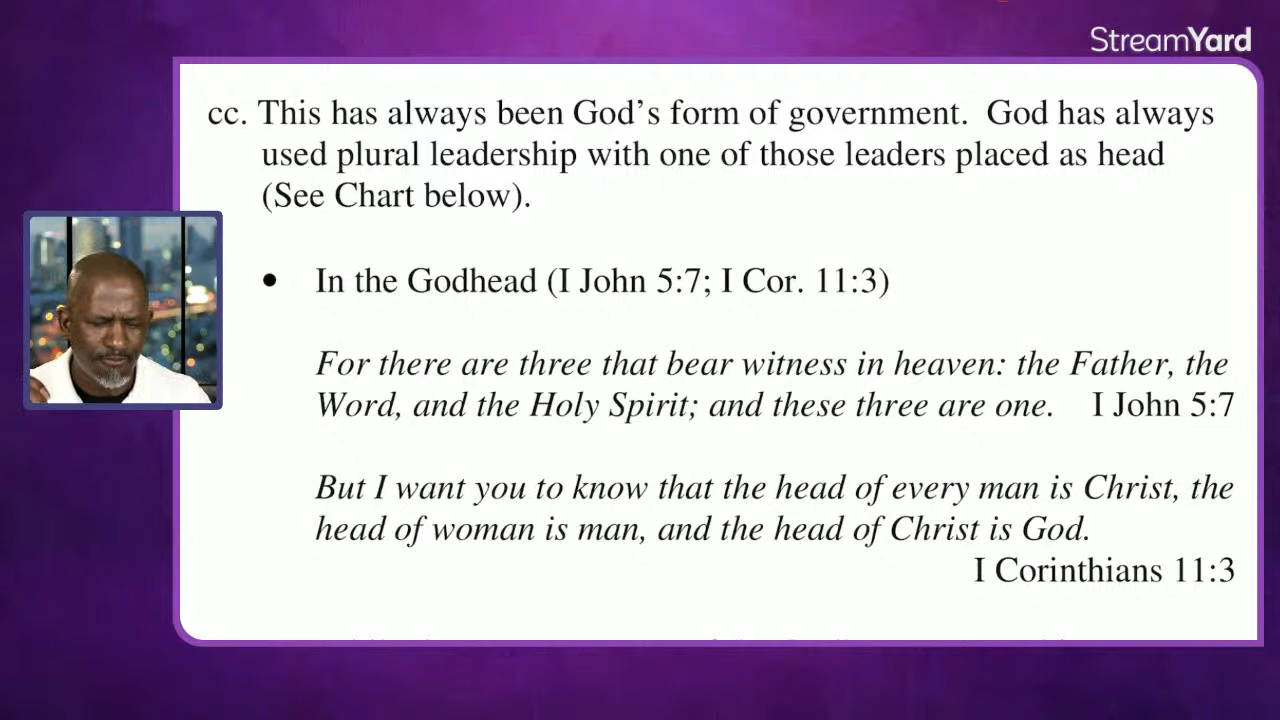 StreamYard
cc. This has always been God's form of government. God has always
used plural leadership with one of those leaders placed as head
(See Chart below).
• In the Godhead (I John 5:7; I Cor. 11:3)
For there are three that bear witness in heaven: the Father, the
Word, and the Holy Spirit; and these three are one. I John 5:7
But I want you to know that the head of every man is Christ, the
head of woman is man, and the head of Christ is God.
I Corinthians 11:3